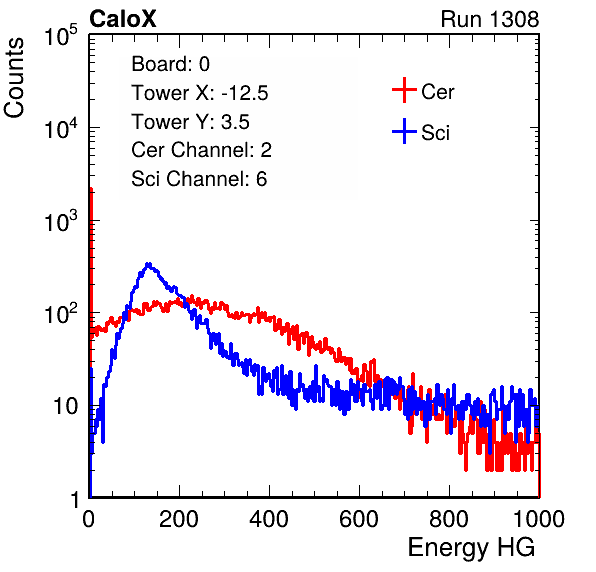 CaloX Run 1308
Counts
10^5
10^4
10^3
10^2
10
1
Board: 0
Tower X: -12.5
Tower Y: 3.5
Cer Channel: 2
Sci Channel: 6
Cer
Sci
0 200 400 600 800 1000
Energy HG